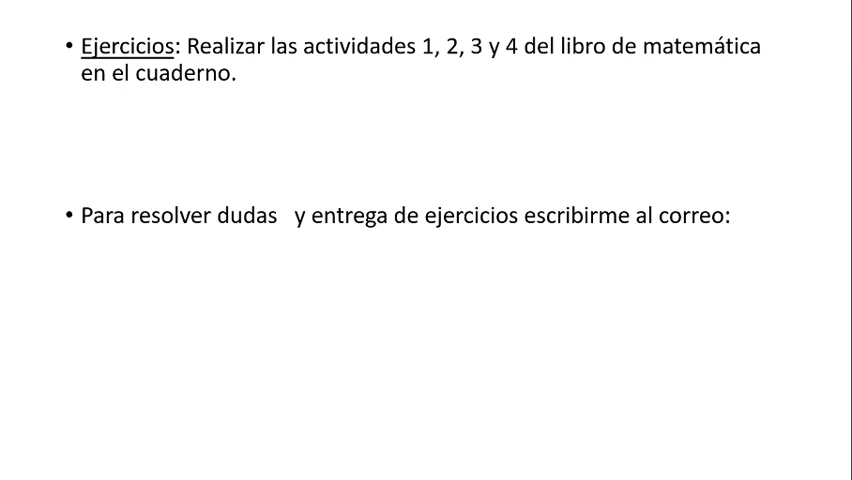 • Ejercicios: Realizar las actividades 1, 2, 3 y 4 del libro de matemática
en el cuaderno.
• Para resolver dudas   y entrega de ejercicios escribirme al correo: